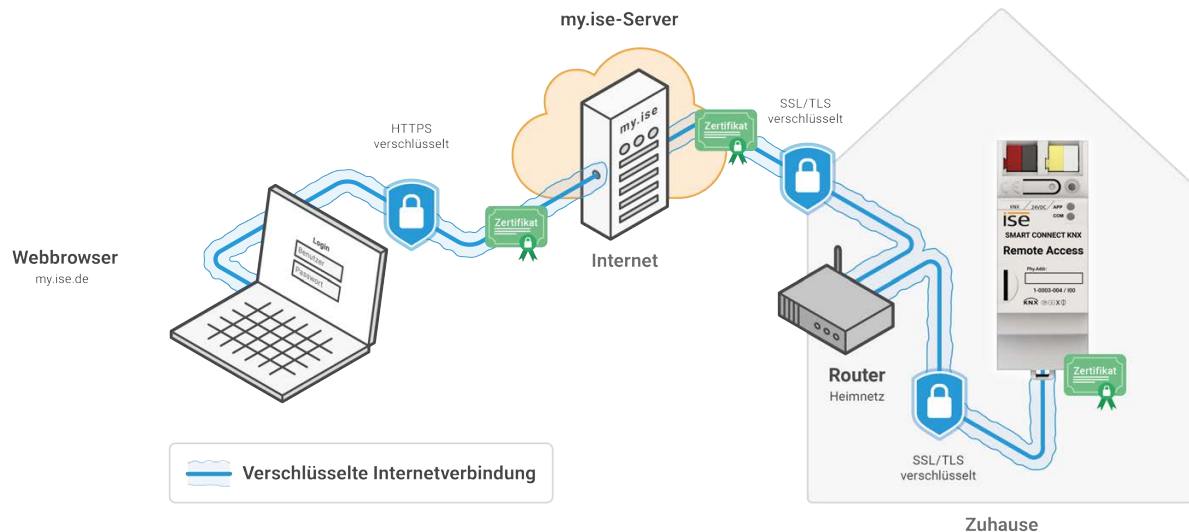 my.ise-Server
HTTPS
verschlüsselt
SSL/TLS
verschlüsselt
my.ise
Zertifikat
Zertifikat
Login
Benutzer
Passwort
Internet
Webbrowser
my.ise.de
KNX
24VDC
APP
COM
ise
SMART CONNECT KNX
Remote Access
Phy.Addr.:
1-0003-004 / I00
KNX
Router
Heimnetz
Zertifikat
SSL/TLS
verschlüsselt
Verschlüsselte Internetverbindung
Zuhause